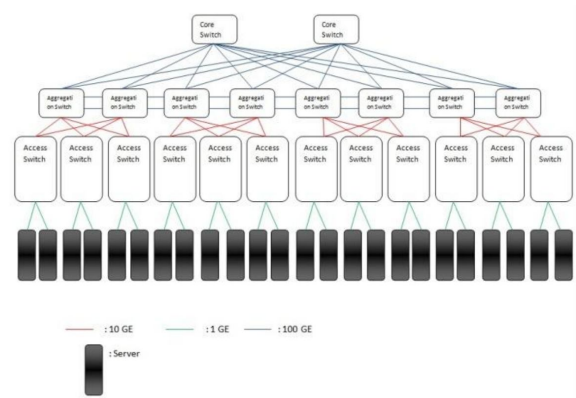 Core
Switch
Core
Switch
Aggregati
on Switch
Aggregati
on Switch
Aggregati
on Switch
Aggregati
on Switch
Aggregati
on Switch
Aggregati
on Switch
Aggregati
on Switch
Aggregati
on Switch
Access
Switch
Access
Switch
Access
Switch
Access
Switch
Access
Switch
Access
Switch
Access
Switch
Access
Switch
Access
Switch
Access
Switch
Access
Switch
Access
Switch
: 10 GE
: 1 GE
: 100 GE
: Server